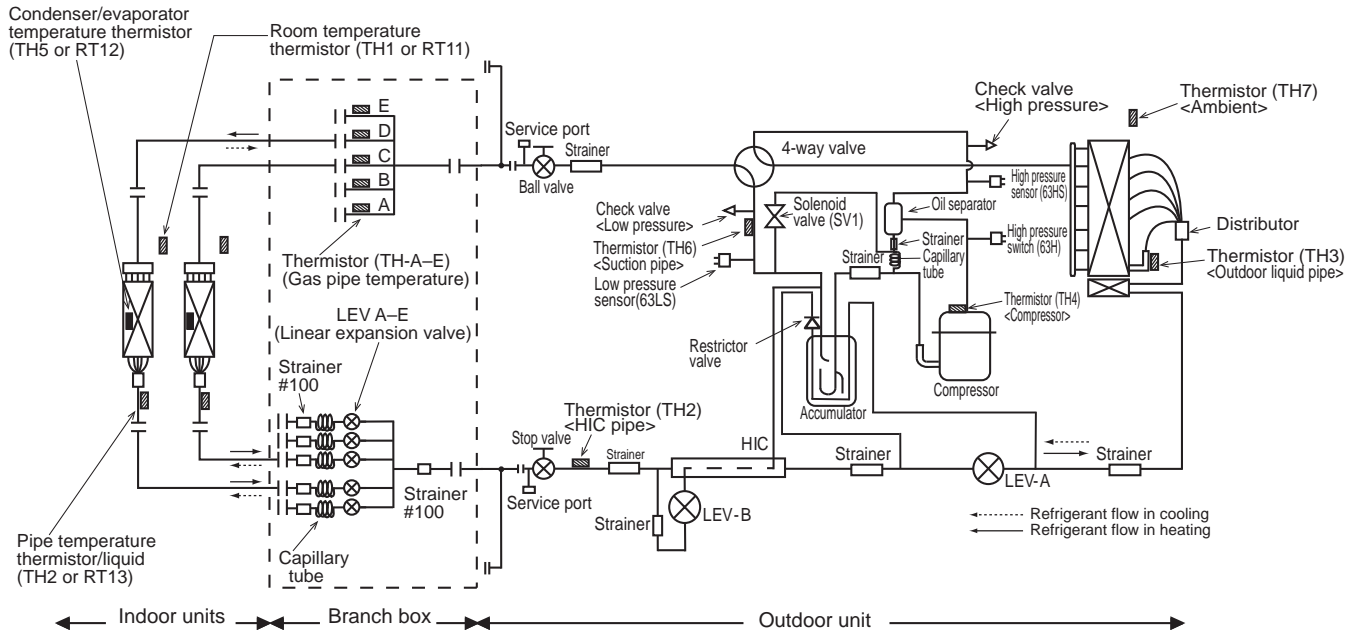 Condenser/evaporator
temperature thermistor
(TH5 or RT12)
Room temperature
thermistor (TH1 or RT11)
E
D
C
B
A
Thermistor (TH-A–E)
(Gas pipe temperature)
LEV A–E
(Linear expansion valve)
Strainer
#100
Strainer
#100
Capillary
tube
Pipe temperature
thermistor/liquid
(TH2 or RT13)
Service port
Ball valve
Strainer
4-way valve
Check valve
<High pressure>
Thermistor (TH7)
<Ambient>
High pressure
sensor (63HS)
Check valve
<Low pressure>
Solenoid
valve (SV1)
Oil separator
Thermistor (TH6)
<Suction pipe>
Low pressure
sensor(63LS)
Strainer
Strainer
Capillary
tube
High pressure
switch (63H)
Distributor
Thermistor (TH3)
<Outdoor liquid pipe>
Thermistor (TH4)
<Compressor>
Restrictor
valve
Accumulator
Compressor
Thermistor (TH2)
<HIC pipe>
Stop valve
Service port
Strainer
HIC
Strainer
LEV-B
Strainer
LEV-A
Strainer
Refrigerant flow in cooling
Refrigerant flow in heating
Indoor units
Branch box
Outdoor unit